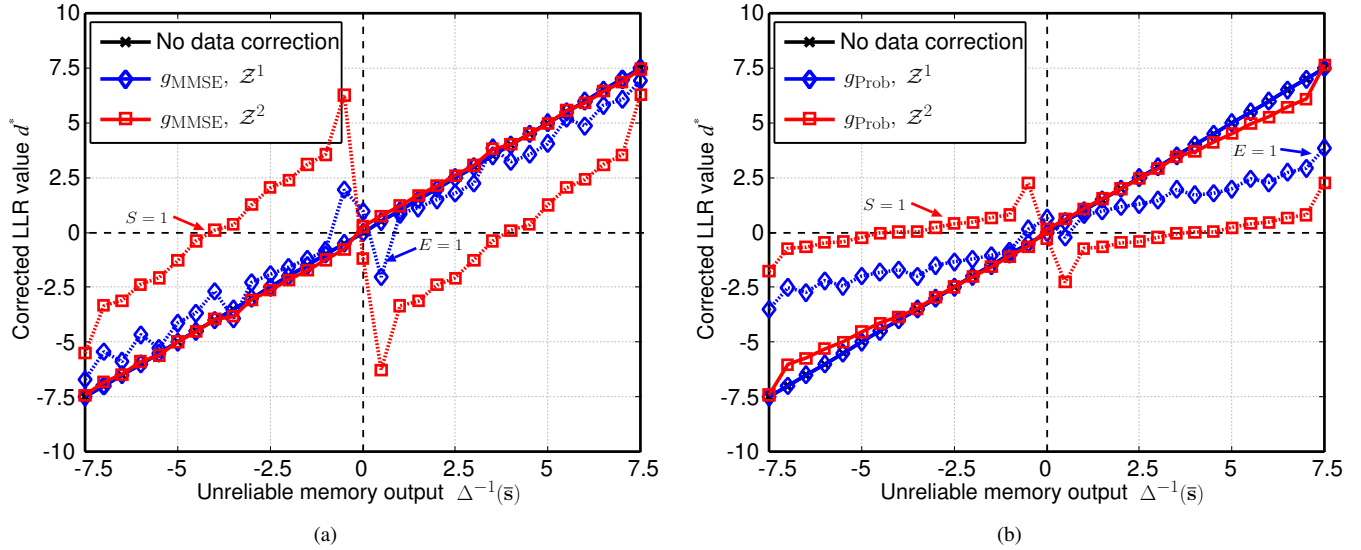 10
7.5
5
2.5
0
-2.5
-5
-7.5
-10
Corrected LLR value d*
No data correction
g_MMSE, 𝒵¹
g_MMSE, 𝒵²
S = 1
E = 1
-7.5 -5 -2.5 0 2.5 5 7.5
Unreliable memory output Δ⁻¹(s̄)
(a)
10
7.5
5
2.5
0
-2.5
-5
-7.5
-10
Corrected LLR value d*
No data correction
g_Prob, 𝒵¹
g_Prob, 𝒵²
E = 1
S = 1
-7.5 -5 -2.5 0 2.5 5 7.5
Unreliable memory output Δ⁻¹(s̄)
(b)